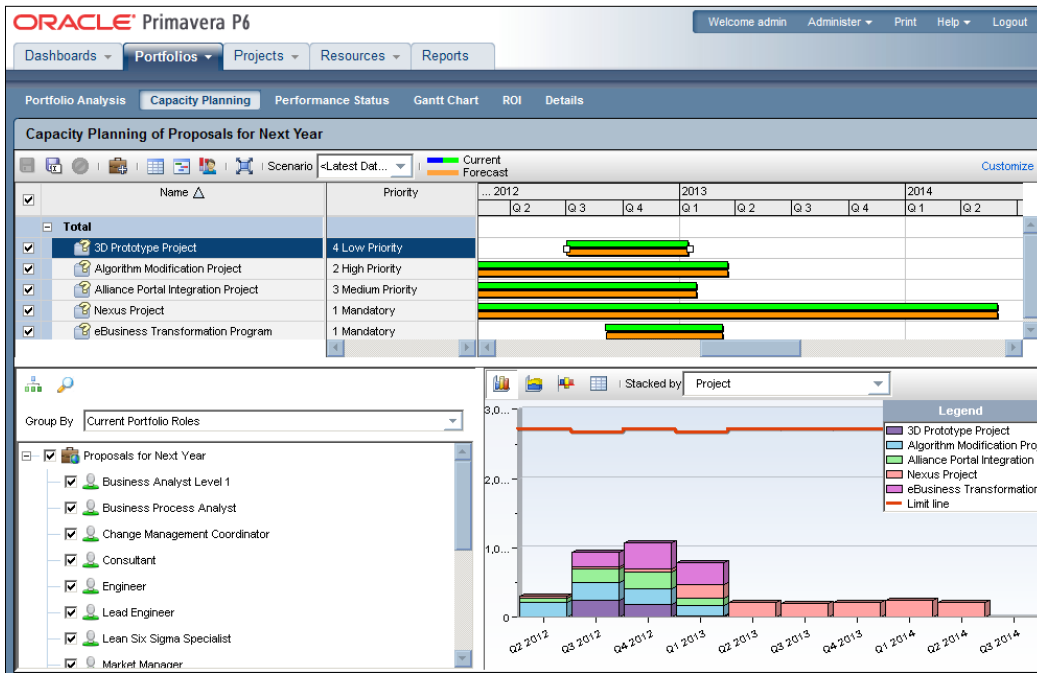 ORACLE Primavera P6
Welcome admin Administer Print Help Logout
Dashboards Portfolios Projects Resources Reports
Portfolio Analysis Capacity Planning Performance Status Gantt Chart ROI Details
Capacity Planning of Proposals for Next Year
Scenario <Latest Dat... Current
Forecast
Customize
Name Priority ... 2012 2013 2014
Q 2 Q 3 Q 4 Q 1 Q 2 Q 3 Q 4 Q 1 Q 2
Total
3D Prototype Project 4 Low Priority
Algorithm Modification Project 2 High Priority
Alliance Portal Integration Project 3 Medium Priority
Nexus Project 1 Mandatory
eBusiness Transformation Program 1 Mandatory
Group By Current Portfolio Roles
Proposals for Next Year
Business Analyst Level 1
Business Process Analyst
Change Management Coordinator
Consultant
Engineer
Lead Engineer
Lean Six Sigma Specialist
Market Manager
Stacked by Project
3,0...
2,0...
1,0...
0
Q2 2012 Q3 2012 Q4 2012 Q1 2013 Q2 2013 Q3 2013 Q4 2013 Q1 2014 Q2 2014 Q3 2014
Legend
3D Prototype Project
Algorithm Modification Pro
Alliance Portal Integration
Nexus Project
eBusiness Transformation
Limit line